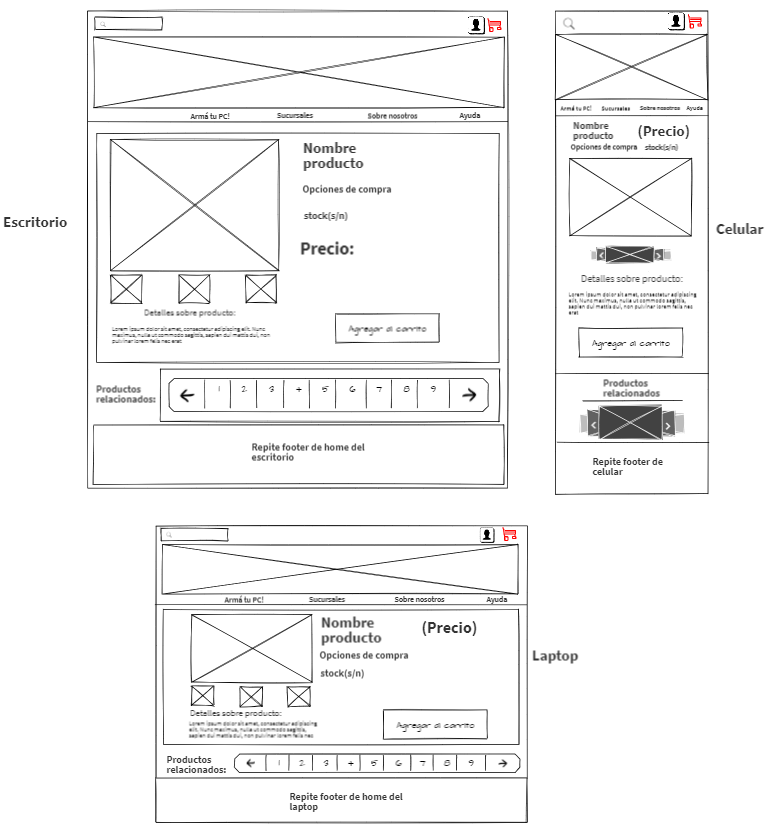 Escritorio
Armá tu PC!
Sucursales
Sobre nosotros
Ayuda
Nombre
producto
Opciones de compra
stock(s/n)
Precio:
Detalles sobre producto:
Lorem ipsum dolor sit amet, consectetur adipiscing elit. Nunc
maximus, nulla ut commodo sagittis, sapien dui mattis dui, non
pulvinar lorem felis nec erat
Agregar al carrito
Productos
relacionados:
1 2 3 4 5 6 7 8 9
Repite footer de home del
escritorio
Celular
Armá tu PC!
Sucursales
Sobre nosotros
Ayuda
Nombre
producto
(Precio)
Opciones de compra
stock(s/n)
Detalles sobre producto:
Lorem ipsum dolor sit amet, consectetur adipiscing
elit. Nunc maximus, nulla ut commodo sagittis,
sapien dui mattis dui, non pulvinar lorem felis nec
erat
Agregar al carrito
Productos
relacionados
Repite footer de
celular
Laptop
Armá tu PC!
Sucursales
Sobre nosotros
Ayuda
Nombre
producto
(Precio)
Opciones de compra
stock(s/n)
Detalles sobre producto:
Lorem ipsum dolor sit amet, consectetur adipiscing
elit. Nunc maximus, nulla ut commodo sagittis,
sapien dui mattis dui, non pulvinar lorem felis nec
Agregar al carrito
Productos
relacionados:
1 2 3 4 5 6 7 8 9
Repite footer de home del
laptop